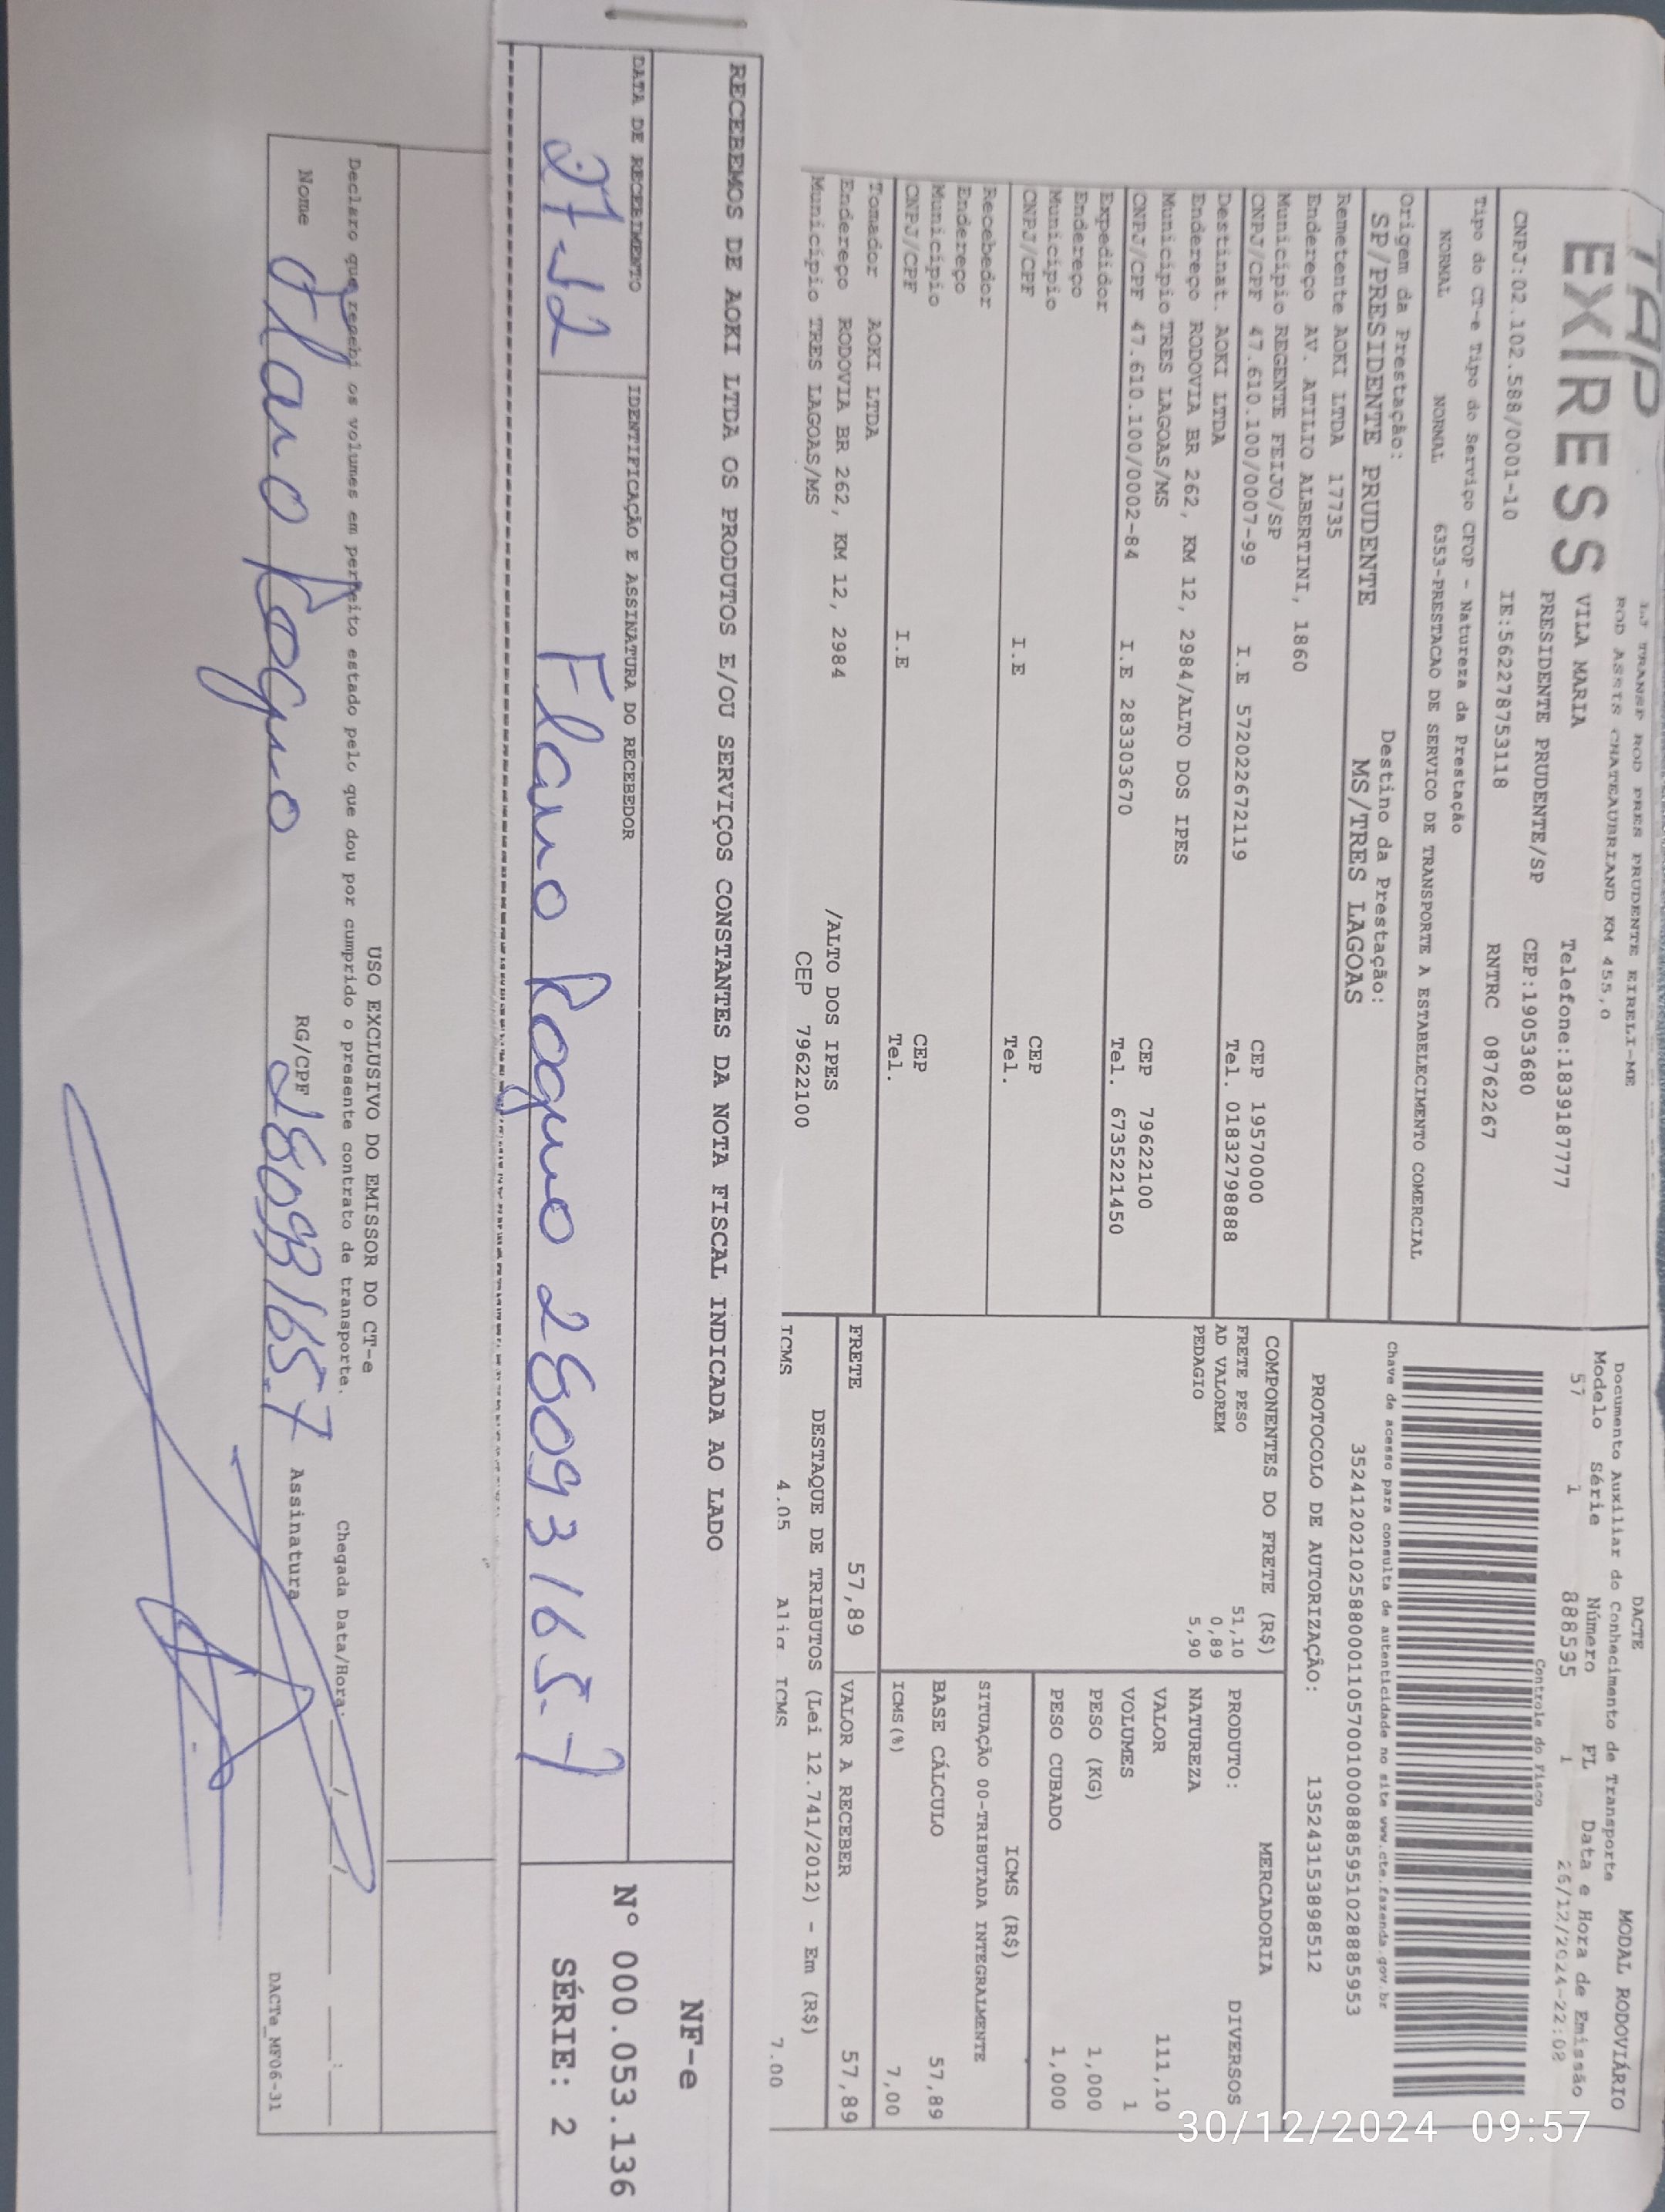 TAP
EXPRESS
LJ TRANSP ROD PRES PRUDENTE EIRELI-ME
ROD ASSIS CHATEAUBRIAND KM 455,0
VILA MARIA
Telefone:1839187777
PRESIDENTE PRUDENTE/SP
CEP:19053680
CNPJ:02.102.588/0001-10 IE:562278753118 RNTRC 08762267
Tipo do CT-e Tipo do Serviço CFOP - Natureza da Prestação
NORMAL NORMAL 6353-PRESTACAO DE SERVICO DE TRANSPORTE A ESTABELECIMENTO COMERCIAL
Origem da Prestação: Destino da Prestação:
SP/PRESIDENTE PRUDENTE MS/TRES LAGOAS
Remetente AOKI LTDA 17735
Endereço AV. ATILIO ALBERTINI, 1860
Município REGENTE FEIJO/SP CEP 19570000
CNPJ/CPF 47.610.100/0007-99 I.E 572022672119 Tel. 01832798888
Destinat. AOKI LTDA
Endereço RODOVIA BR 262, KM 12, 2984/ALTO DOS IPES
Município TRES LAGOAS/MS CEP 79622100
CNPJ/CPF 47.610.100/0002-84 I.E 283303670 Tel. 6735221450
Expedidor
Endereço
Município CEP
CNPJ/CPF I.E Tel.
Recebedor
Endereço
Município CEP
CNPJ/CPF I.E Tel.
Tomador AOKI LTDA
Endereço RODOVIA BR 262, KM 12, 2984 /ALTO DOS IPES
Município TRES LAGOAS/MS CEP 79622100
DACTE MODAL RODOVIÁRIO
Documento Auxiliar do Conhecimento de Transporte
Modelo Série Número FL Data e Hora de Emissão
57 1 888595 1 26/12/2024-22:08
Controle do Fisco
Chave de acesso para consulta de autenticidade no site www.cte.fazenda.gov.br
35241202102588000110570010008885951028885953
PROTOCOLO DE AUTORIZAÇÃO: 135243153898512
COMPONENTES DO FRETE (R$)
FRETE PESO 51,10
AD VALOREM 0,89
PEDAGIO 5,90
MERCADORIA
PRODUTO: DIVERSOS
NATUREZA
VALOR 111,10
VOLUMES 1
PESO (KG) 1,000
PESO CUBADO 1,000
ICMS (R$)
SITUAÇÃO 00-TRIBUTADA INTEGRALMENTE
BASE CÁLCULO 57,89
ICMS(%) 7,00
FRETE 57,89 VALOR A RECEBER 57,89
DESTAQUE DE TRIBUTOS (Lei 12.741/2012) - Em (R$)
ICMS 4.05 Aliq ICMS 7.00
RECEBEMOS DE AOKI LTDA OS PRODUTOS E/OU SERVIÇOS CONSTANTES DA NOTA FISCAL INDICADA AO LADO
DATA DE RECEBIMENTO IDENTIFICAÇÃO E ASSINATURA DO RECEBEDOR
27-12 Flavio Roque 28093165-7
NF-e
Nº 000.053.136
SÉRIE: 2
USO EXCLUSIVO DO EMISSOR DO CT-e
Declaro que recebi os volumes em perfeito estado pelo que dou por cumprido o presente contrato de transporte. Chegada Data/Hora: / / :
Nome Flavio Roque RG/CPF 28093165-7 Assinatura
DACTe_MF06-31
30/12/2024 09:57